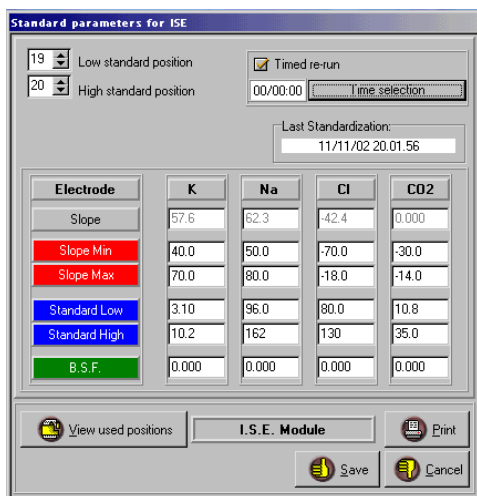 Standard parameters for ISE
19 Low standard position
20 High standard position
Timed re-run
00/00:00 Time selection
Last Standardization:
11/11/02 20.01.56
Electrode K Na Cl CO2
Slope 57.6 62.3 -42.4 0.000
Slope Min 40.0 50.0 -70.0 -30.0
Slope Max 70.0 80.0 -18.0 -14.0
Standard Low 3.10 96.0 80.0 10.8
Standard High 10.2 162 130 35.0
B.S.F. 0.000 0.000 0.000 0.000
View used positions I.S.E. Module Print
Save Cancel